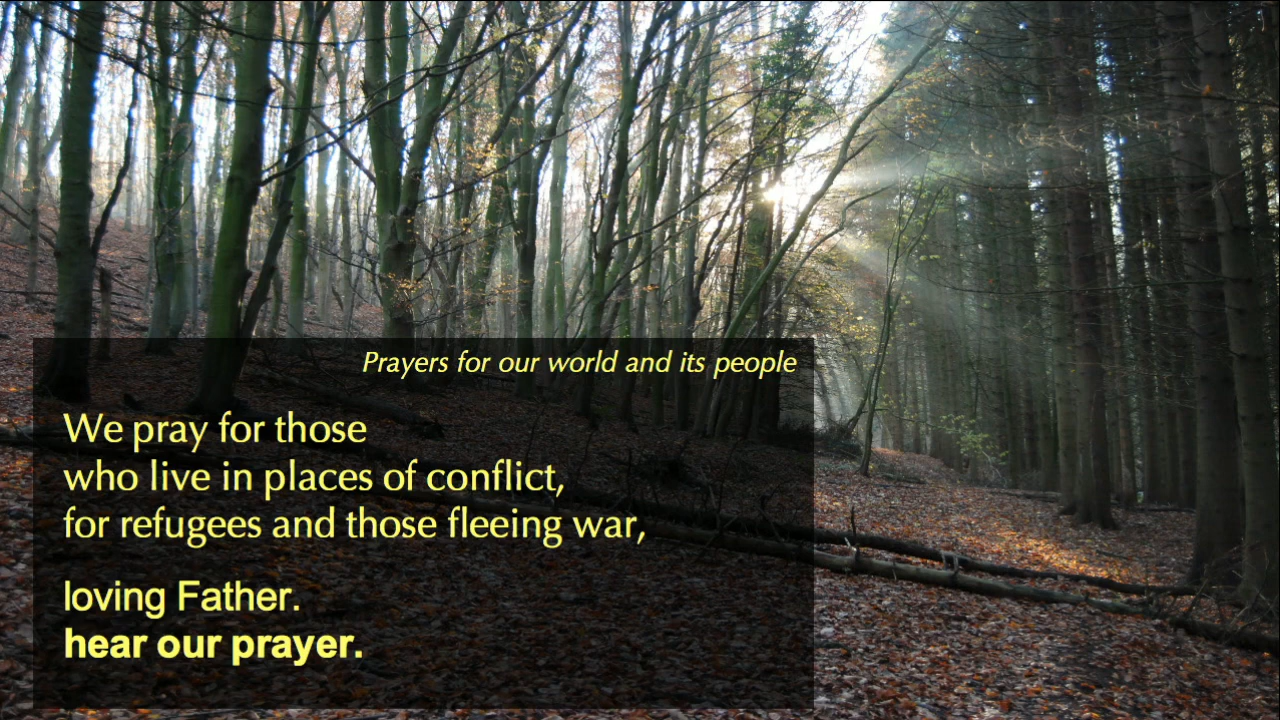 Prayers for our world and its people
We pray for those
who live in places of conflict,
for refugees and those fleeing war,
loving Father.
hear our prayer.